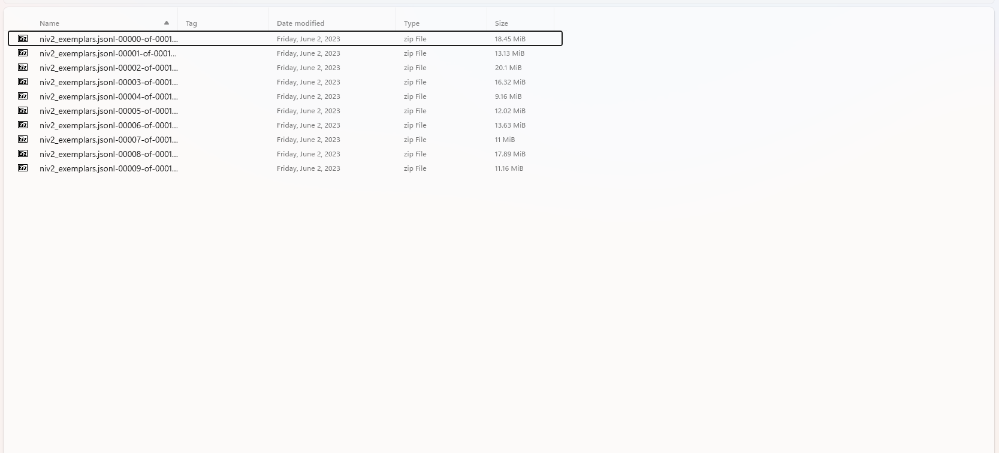 Name Tag Date modified Type Size
niv2_exemplars.jsonl-00000-of-0001... Friday, June 2, 2023 zip File 18.45 MiB
niv2_exemplars.jsonl-00001-of-0001... Friday, June 2, 2023 zip File 13.13 MiB
niv2_exemplars.jsonl-00002-of-0001... Friday, June 2, 2023 zip File 20.1 MiB
niv2_exemplars.jsonl-00003-of-0001... Friday, June 2, 2023 zip File 16.32 MiB
niv2_exemplars.jsonl-00004-of-0001... Friday, June 2, 2023 zip File 9.16 MiB
niv2_exemplars.jsonl-00005-of-0001... Friday, June 2, 2023 zip File 12.02 MiB
niv2_exemplars.jsonl-00006-of-0001... Friday, June 2, 2023 zip File 13.63 MiB
niv2_exemplars.jsonl-00007-of-0001... Friday, June 2, 2023 zip File 11 MiB
niv2_exemplars.jsonl-00008-of-0001... Friday, June 2, 2023 zip File 17.89 MiB
niv2_exemplars.jsonl-00009-of-0001... Friday, June 2, 2023 zip File 11.16 MiB